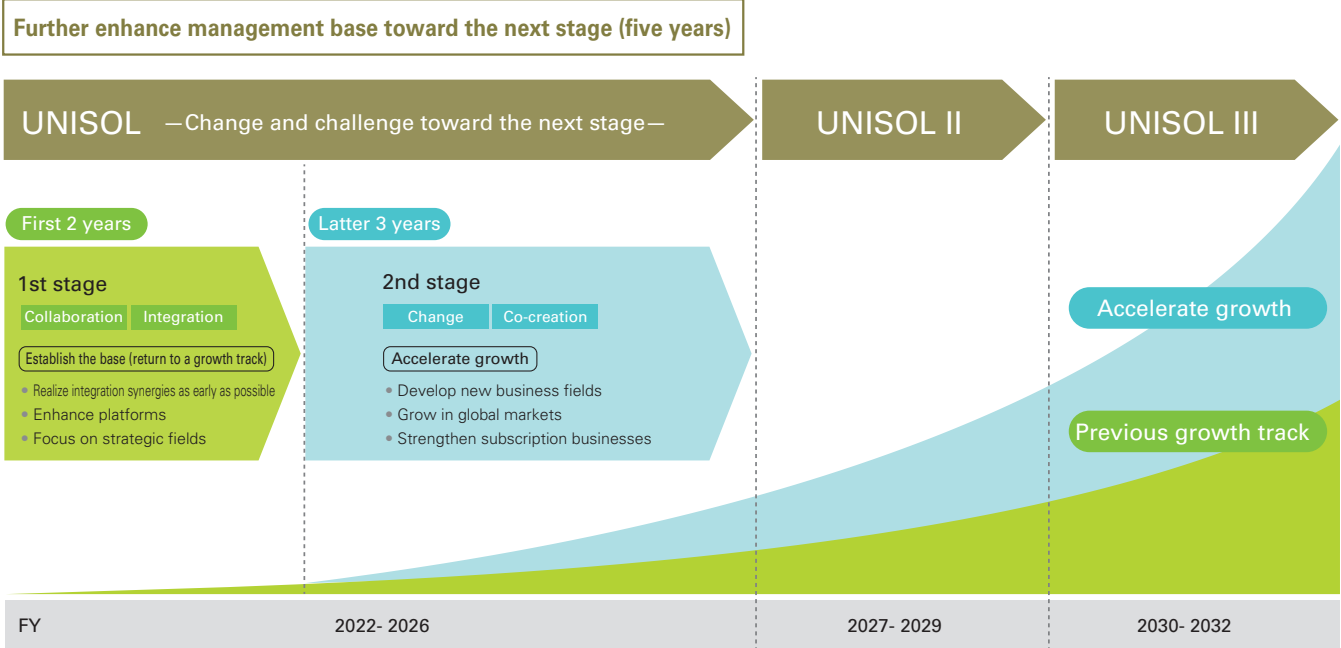 Further enhance management base toward the next stage (five years)
UNISOL —Change and challenge toward the next stage—
UNISOL II
UNISOL III
First 2 years
1st stage
Collaboration
Integration
Establish the base (return to a growth track)
• Realize integration synergies as early as possible
• Enhance platforms
• Focus on strategic fields
Latter 3 years
2nd stage
Change
Co-creation
Accelerate growth
• Develop new business fields
• Grow in global markets
• Strengthen subscription businesses
Accelerate growth
Previous growth track
FY
2022- 2026
2027- 2029
2030- 2032